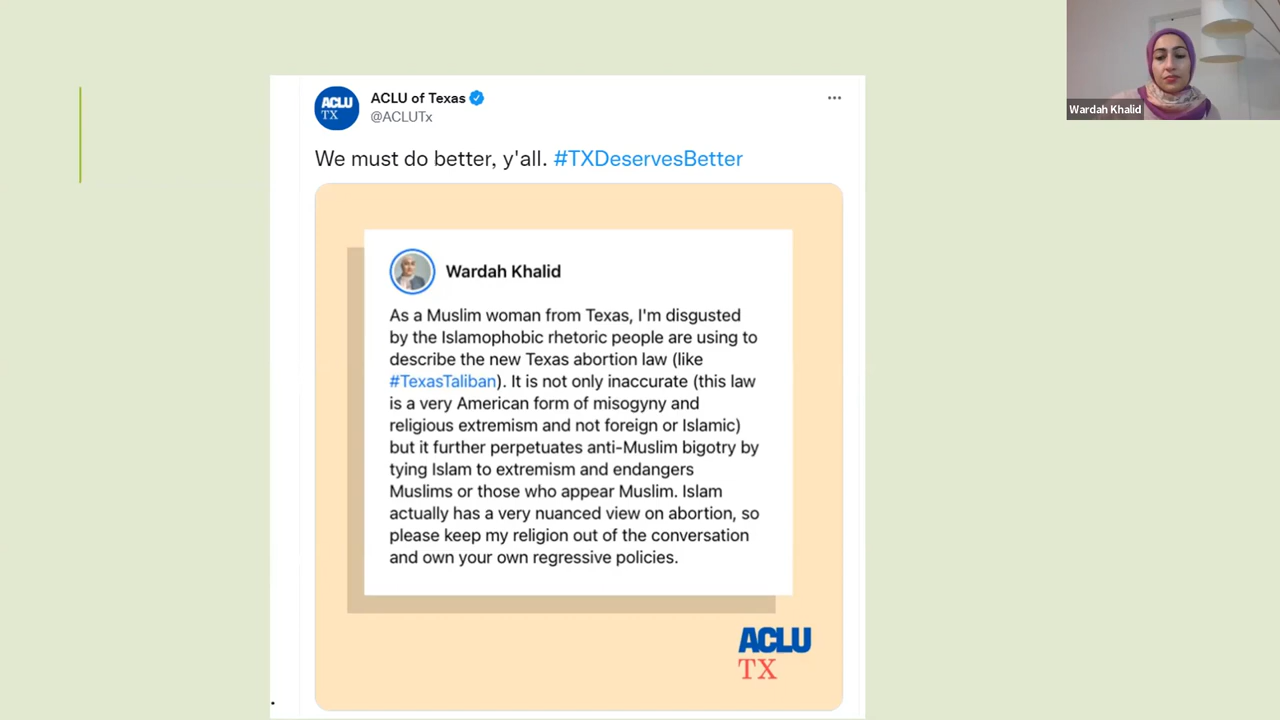 ACLU
TX
ACLU of Texas
@ACLUTx
We must do better, y'all. #TXDeservesBetter
Wardah Khalid
As a Muslim woman from Texas, I'm disgusted
by the Islamophobic rhetoric people are using to
describe the new Texas abortion law (like
#TexasTaliban). It is not only inaccurate (this law
is a very American form of misogyny and
religious extremism and not foreign or Islamic)
but it further perpetuates anti-Muslim bigotry by
tying Islam to extremism and endangers
Muslims or those who appear Muslim. Islam
actually has a very nuanced view on abortion, so
please keep my religion out of the conversation
and own your own regressive policies.
ACLU
TX
.
Wardah Khalid